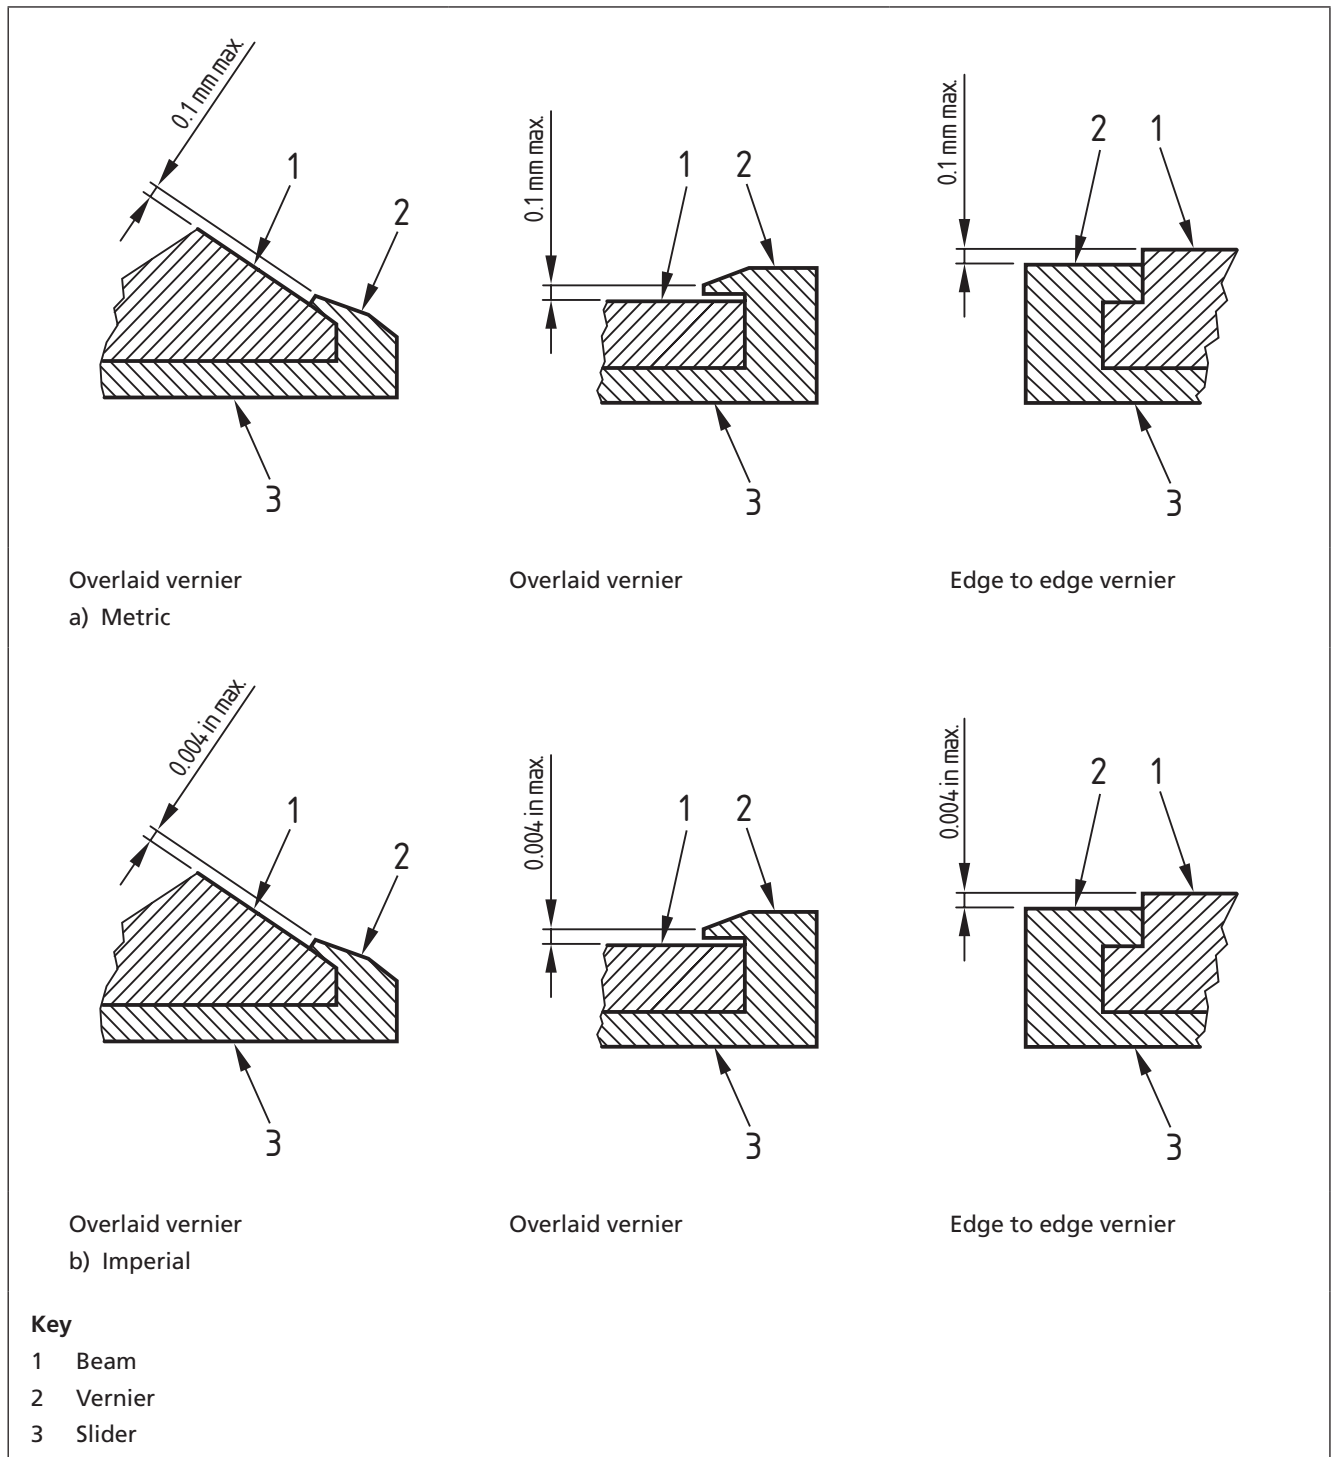 0.1 mm max.
1
2
3
0.1 mm max.
1
2
3
0.1 mm max.
2
1
3
Overlaid vernier
Overlaid vernier
Edge to edge vernier
a) Metric
0.004 in max.
1
2
3
0.004 in max.
1
2
3
0.004 in max.
2
1
3
Overlaid vernier
Overlaid vernier
Edge to edge vernier
b) Imperial
Key
1 Beam
2 Vernier
3 Slider